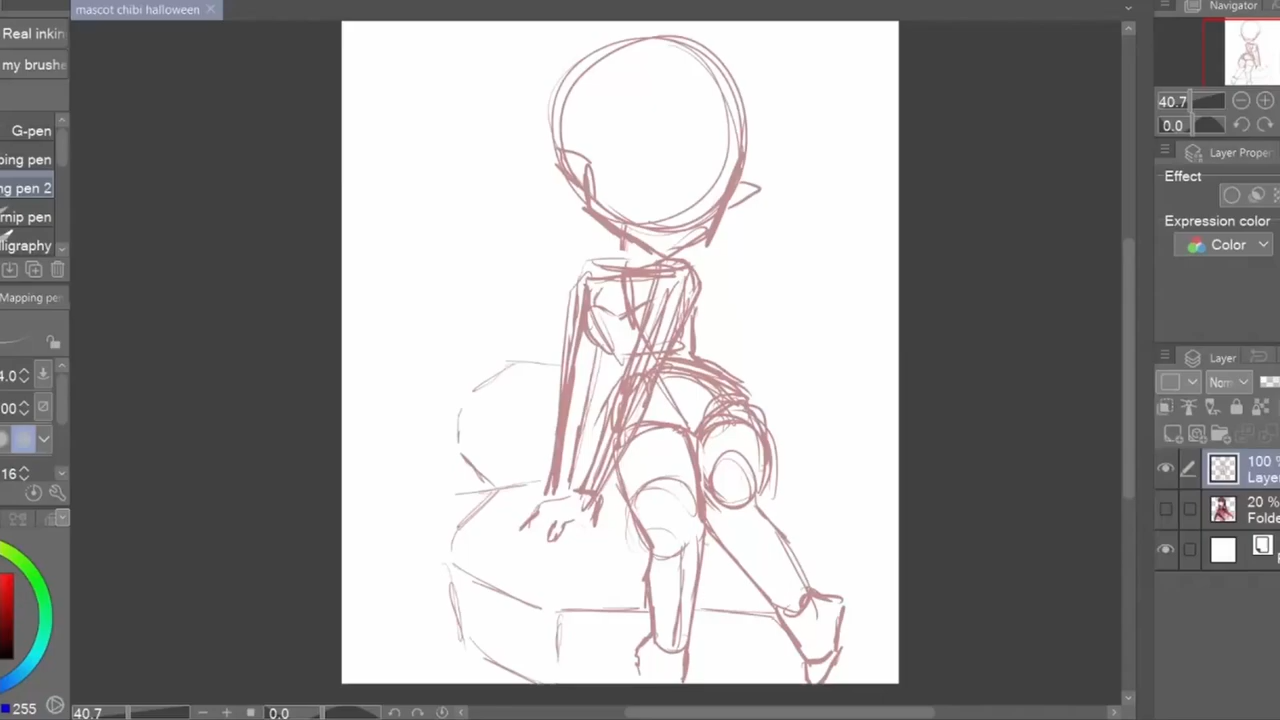 mascot chibi halloween
Navigator
Real inkin
my brushe
40.7
0.0
G-pen
ping pen
ng pen 2
rnip pen
lligraphy
Layer Proper
Effect
Expression color
Color
Mapping pen
4.0
00
16
Layer
Norm
100 %
Laye
20 %
Folde
255
40.7
0.0